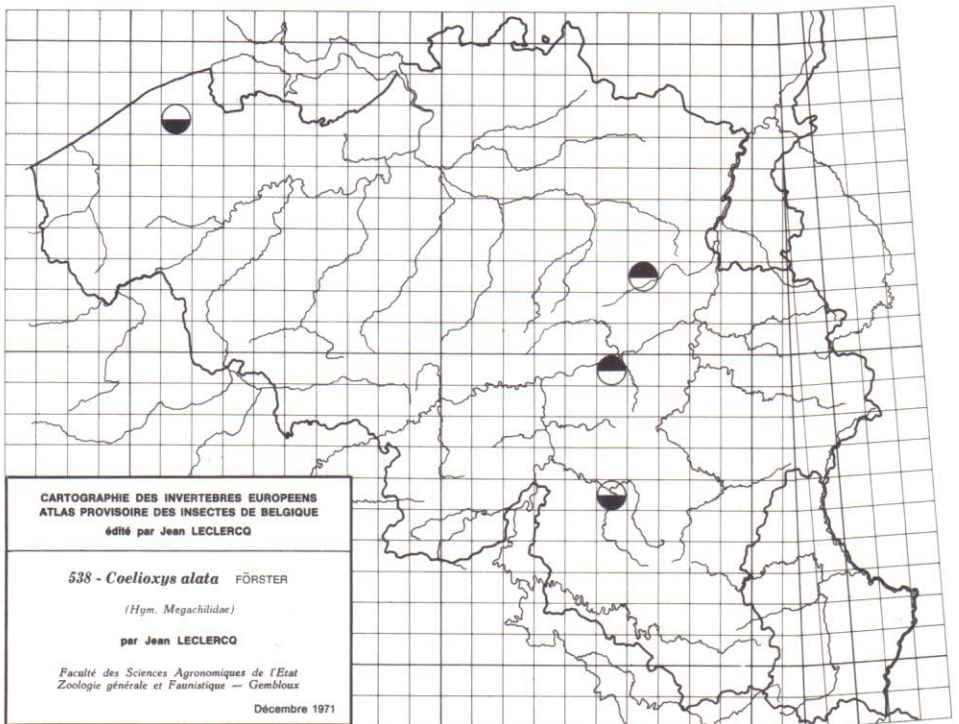 CARTOGRAPHIE DES INVERTEBRES EUROPEENS
ATLAS PROVISOIRE DES INSECTES DE BELGIQUE
édité par Jean LECLERCQ
538 - Coelioxys alata FÖRSTER
(Hym. Megachilidae)
par Jean LECLERCQ
Faculté des Sciences Agronomiques de l'Etat
Zoologie générale et Faunistique — Gembloux
Décembre 1971